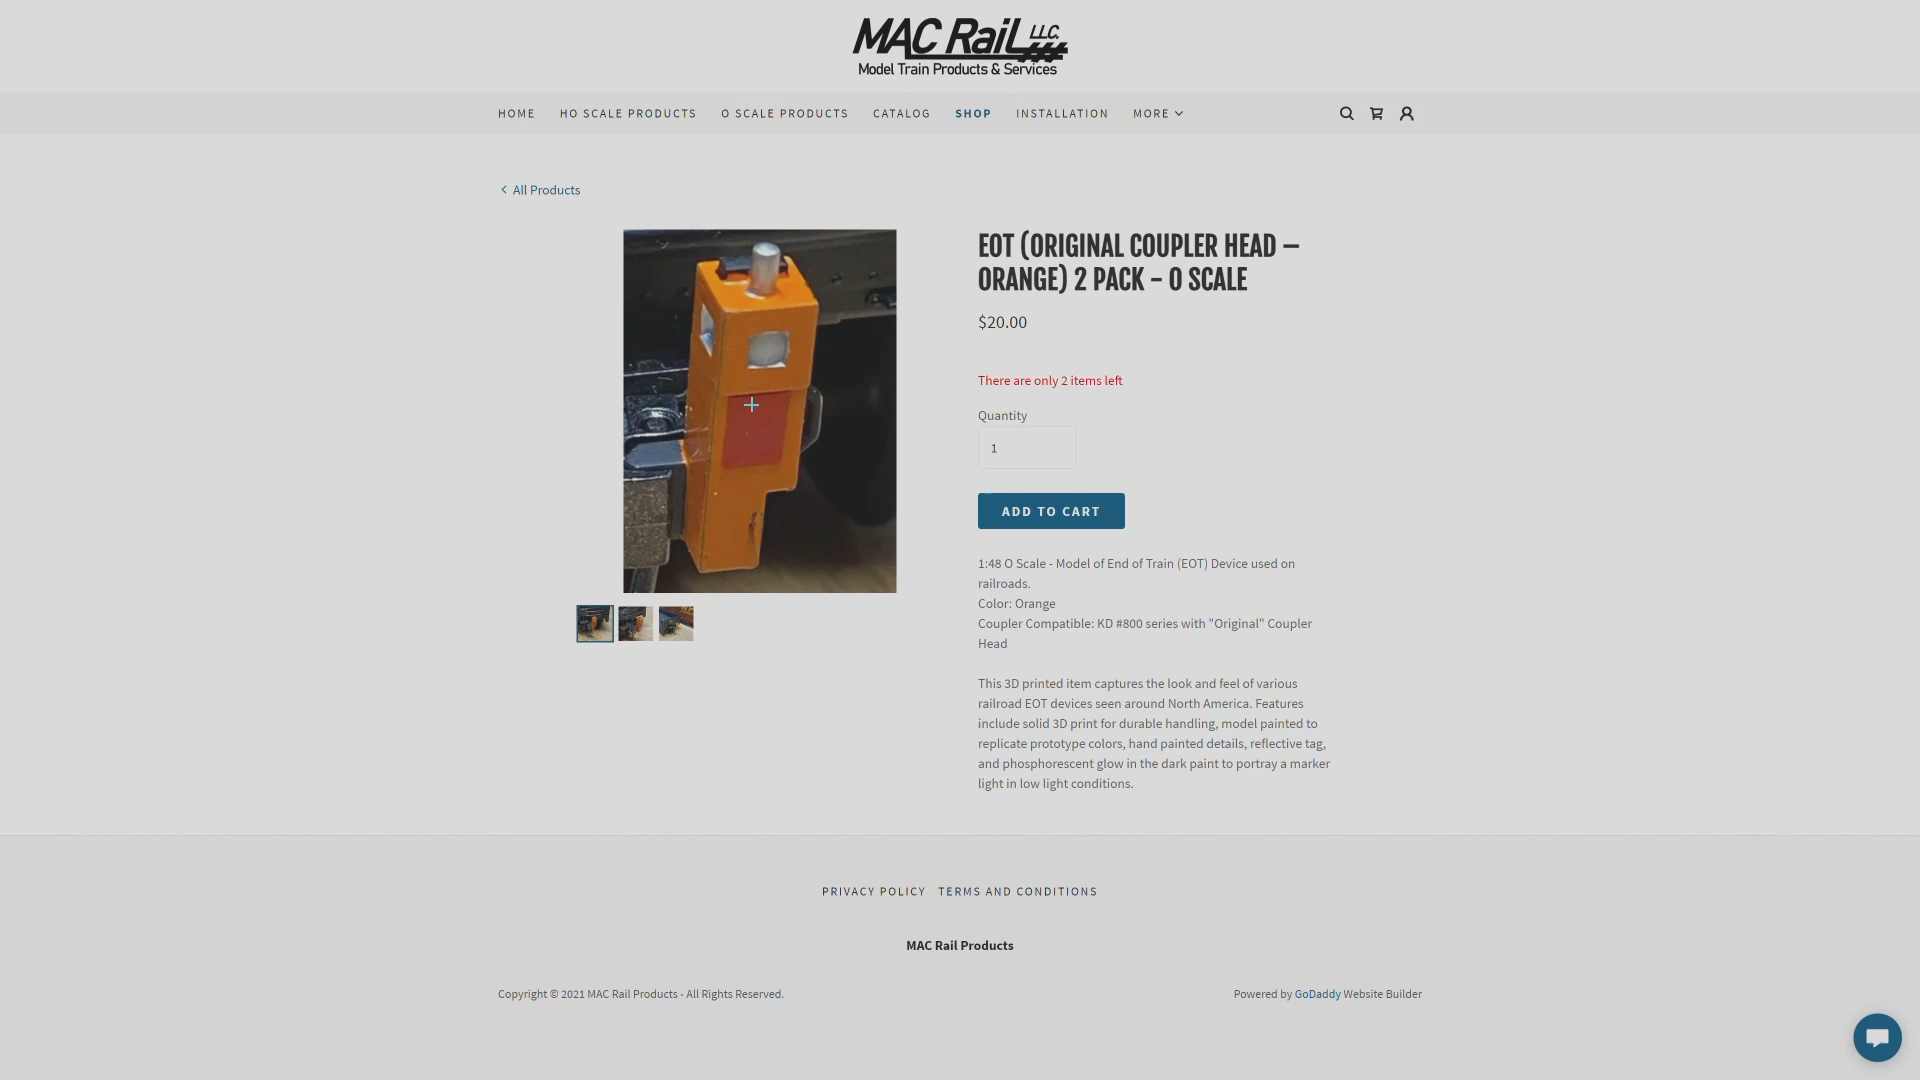 MAC Rail LLC.
Model Train Products & Services
HOME HO SCALE PRODUCTS O SCALE PRODUCTS CATALOG SHOP INSTALLATION MORE
All Products
EOT (ORIGINAL COUPLER HEAD –
ORANGE) 2 PACK - O SCALE
$20.00
There are only 2 items left
Quantity
1
ADD TO CART
1:48 O Scale - Model of End of Train (EOT) Device used on
railroads.
Color: Orange
Coupler Compatible: KD #800 series with "Original" Coupler
Head
This 3D printed item captures the look and feel of various
railroad EOT devices seen around North America. Features
include solid 3D print for durable handling, model painted to
replicate prototype colors, hand painted details, reflective tag,
and phosphorescent glow in the dark paint to portray a marker
light in low light conditions.
PRIVACY POLICY TERMS AND CONDITIONS
MAC Rail Products
Copyright © 2021 MAC Rail Products - All Rights Reserved.
Powered by GoDaddy Website Builder